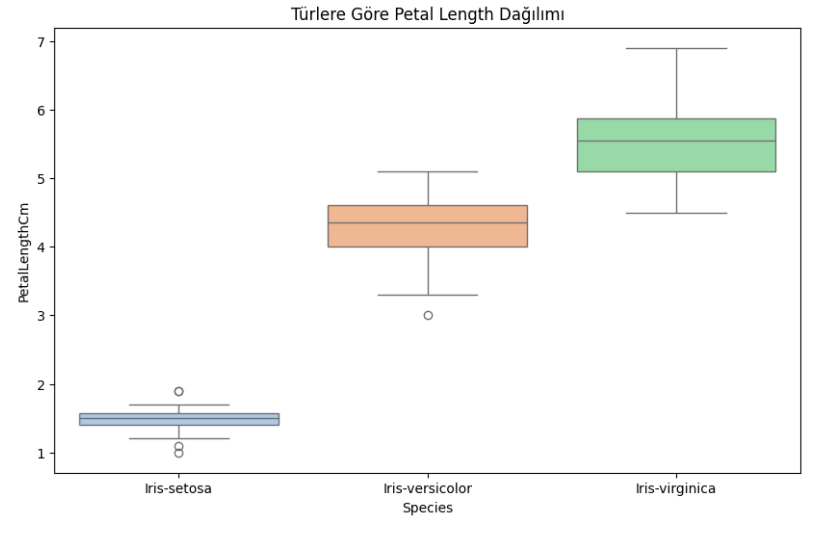 Türlere Göre Petal Length Dağılımı
7
6
5
4
3
2
1
PetalLengthCm
Iris-setosa
Iris-versicolor
Iris-virginica
Species